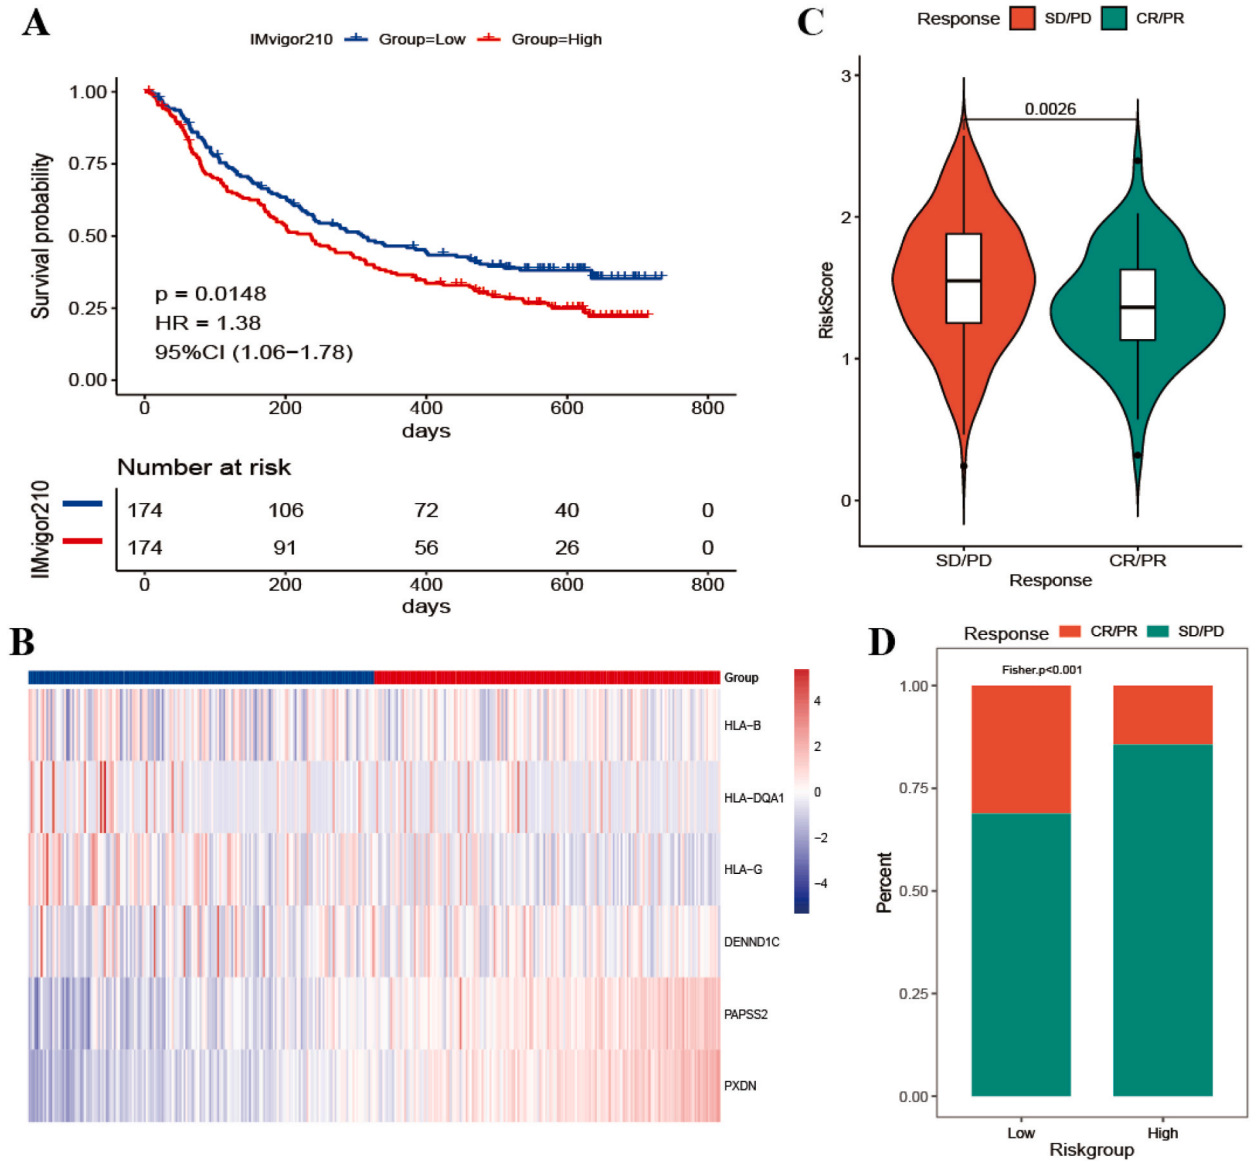 A
IMvigor210 Group=Low Group=High
Survival probability
1.00
0.75
0.50
0.25
0.00
p = 0.0148
HR = 1.38
95%CI (1.06−1.78)
0 200 400 600 800
days
Number at risk
IMvigor210
174 106 72 40 0
174 91 56 26 0
0 200 400 600 800
days
B
Group
HLA−B
HLA−DQA1
HLA−G
DENND1C
PAPSS2
PXDN
4
2
0
−2
−4
C
Response SD/PD CR/PR
0.0026
RiskScore
3
2
1
0
SD/PD CR/PR
Response
D
Response CR/PR SD/PD
Fisher.p<0.001
Percent
1.00
0.75
0.50
0.25
0.00
Low High
Riskgroup